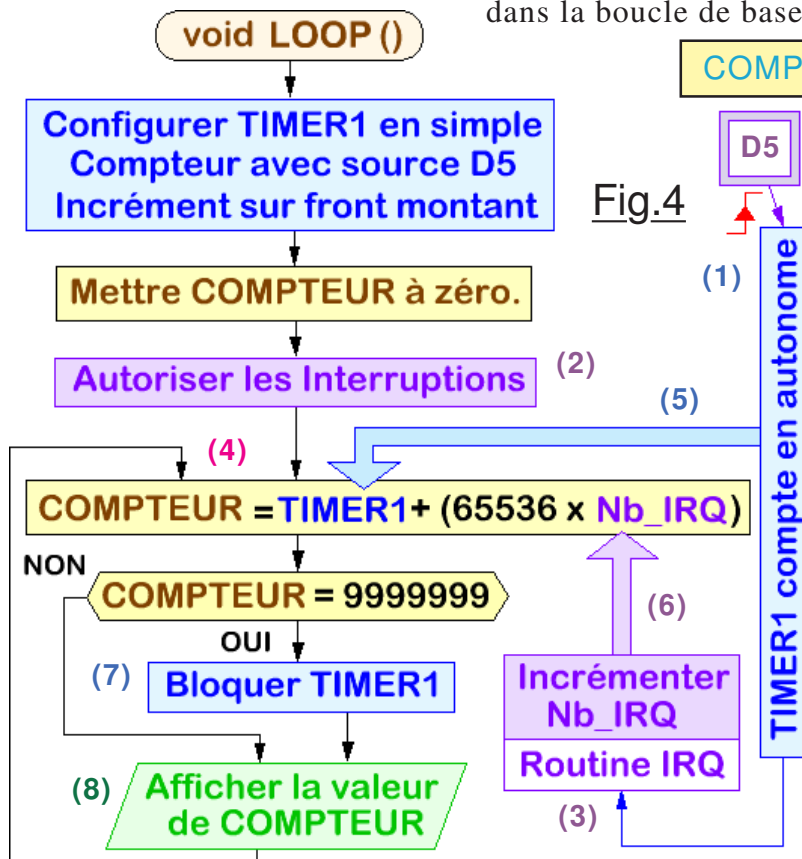 dans la boucle de base
void LOOP ()
COMP
Configurer TIMER1 en simple
Compteur avec source D5
Incrément sur front montant
D5
Fig.4
(1)
Mettre COMPTEUR à zéro.
Autoriser les Interruptions
(2)
(5)
(4)
COMPTEUR = TIMER1 + (65536 x Nb_IRQ)
NON
COMPTEUR = 9999999
(6)
OUI
(7)
Bloquer TIMER1
Incrémenter
Nb_IRQ
Routine IRQ
(3)
(8)
Afficher la valeur
de COMPTEUR
TIMER1 compte en autonome